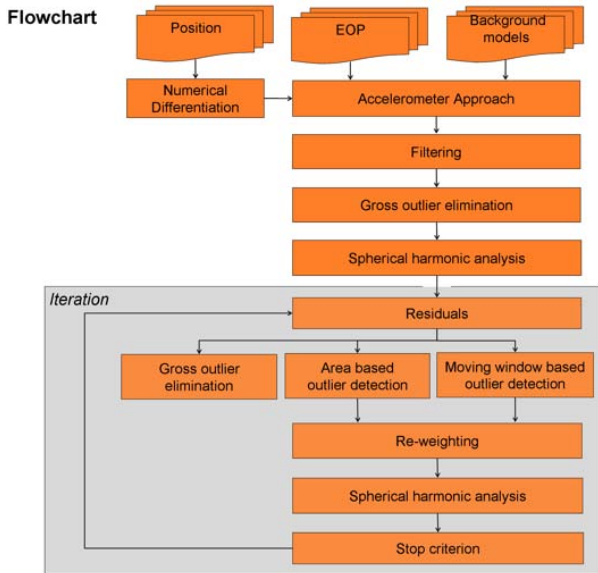 Flowchart
Position
EOP
Background
models
Numerical
Differentiation
Accelerometer Approach
Filtering
Gross outlier elimination
Spherical harmonic analysis
Iteration
Residuals
Gross outlier
elimination
Area based
outlier detection
Moving window based
outlier detection
Re-weighting
Spherical harmonic analysis
Stop criterion